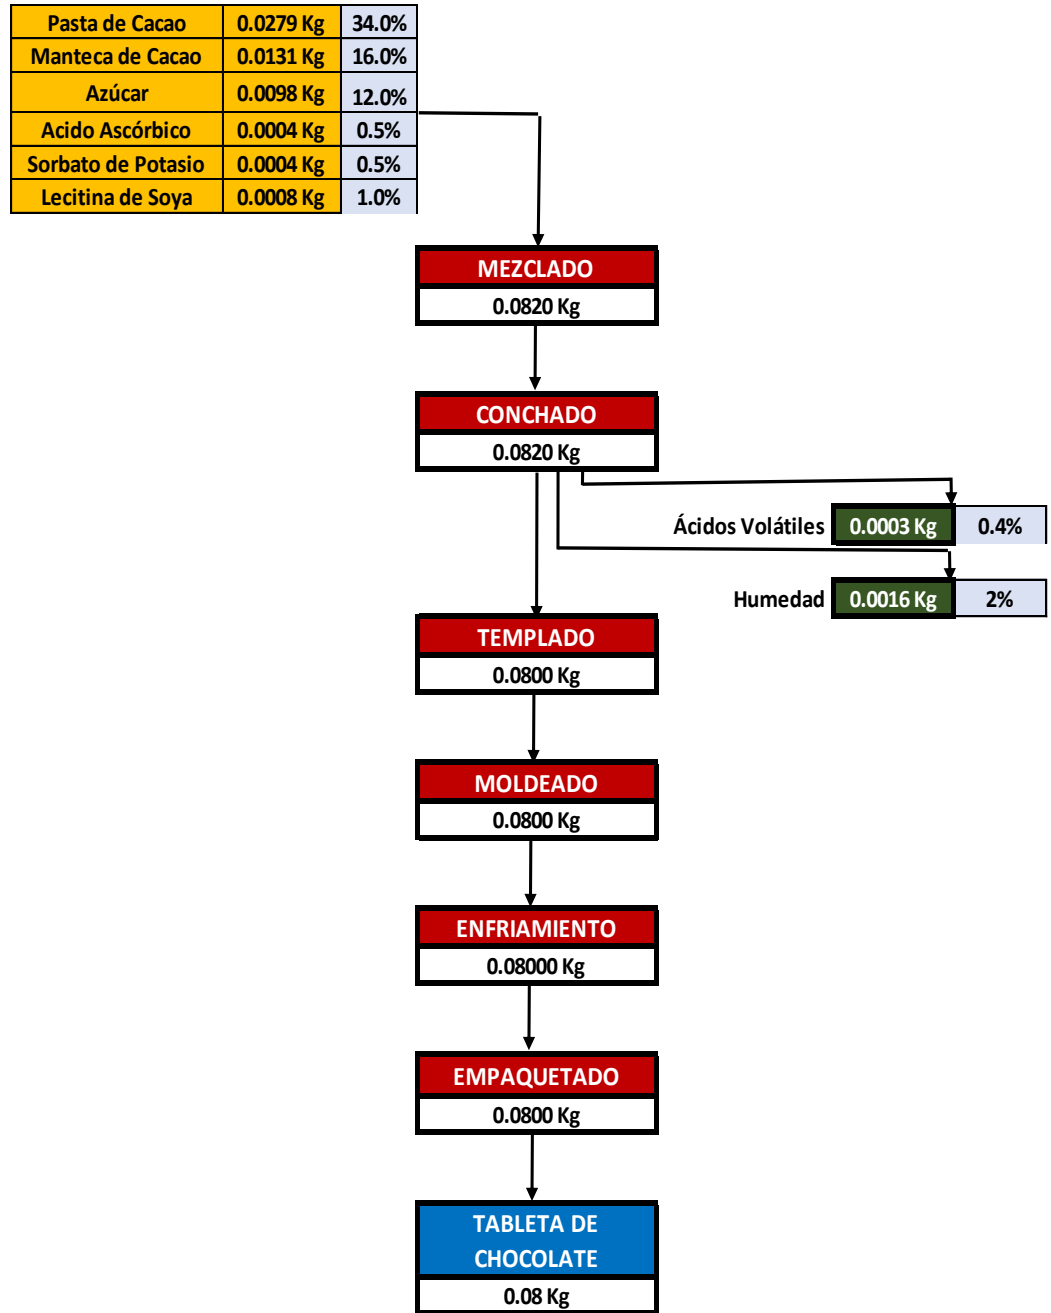 Pasta de Cacao 0.0279 Kg 34.0%
Manteca de Cacao 0.0131 Kg 16.0%
Azúcar 0.0098 Kg 12.0%
Acido Ascórbico 0.0004 Kg 0.5%
Sorbato de Potasio 0.0004 Kg 0.5%
Lecitina de Soya 0.0008 Kg 1.0%
MEZCLADO
0.0820 Kg
CONCHADO
0.0820 Kg
Ácidos Volátiles 0.0003 Kg 0.4%
Humedad 0.0016 Kg 2%
TEMPLADO
0.0800 Kg
MOLDEADO
0.0800 Kg
ENFRIAMIENTO
0.08000 Kg
EMPAQUETADO
0.0800 Kg
TABLETA DE
CHOCOLATE
0.08 Kg